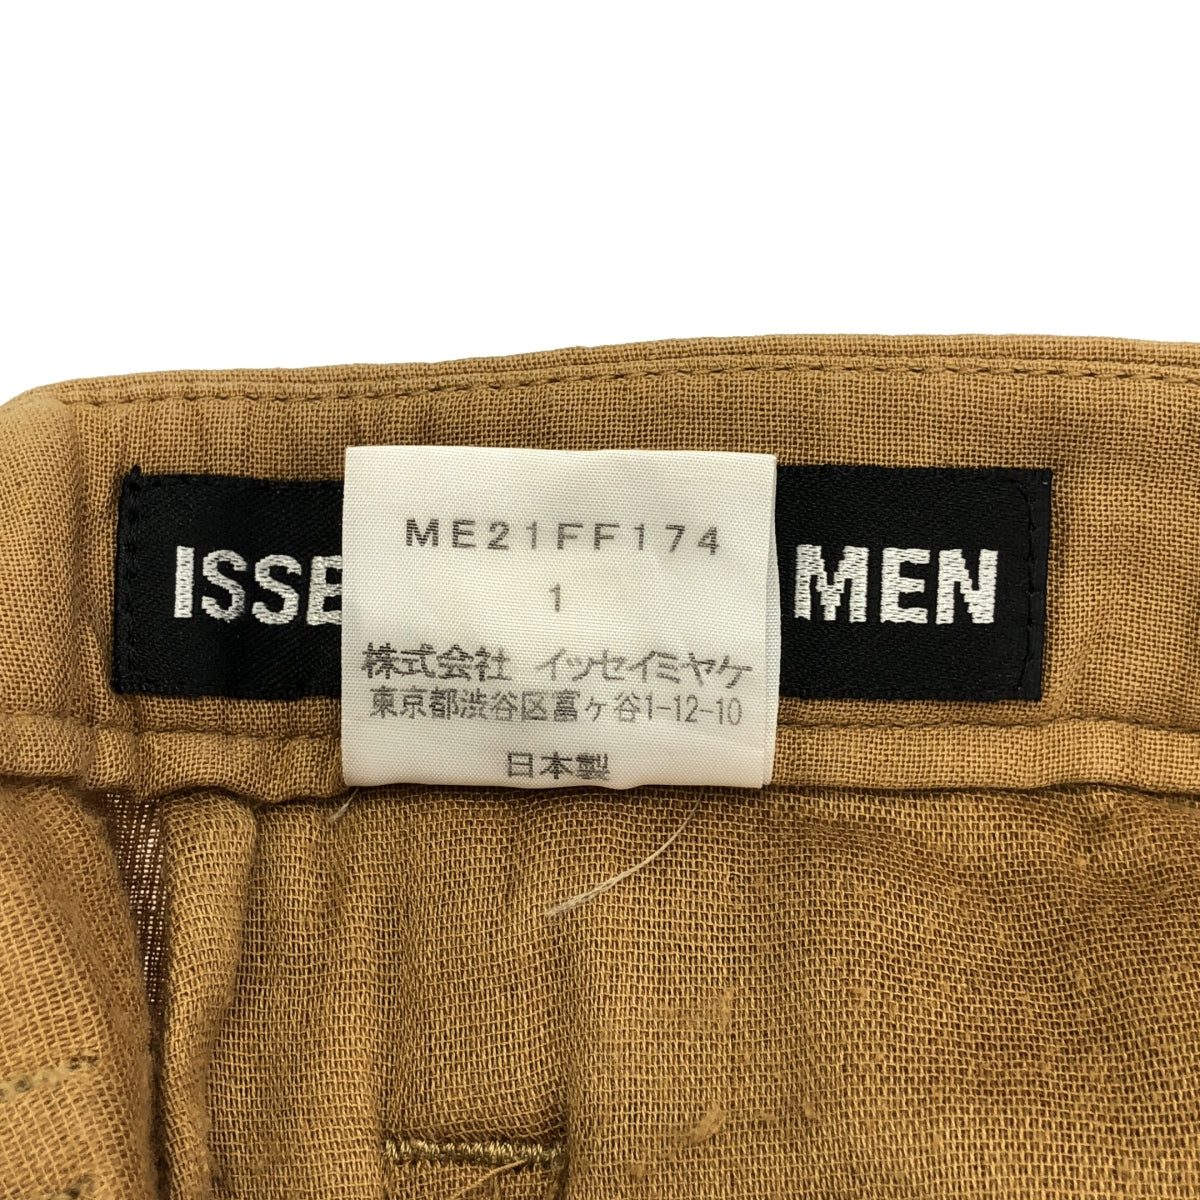 ME21FF174
1
株式会社 イッセイミヤケ
東京都渋谷区富ヶ谷1-12-10
日本製
ISSE MEN